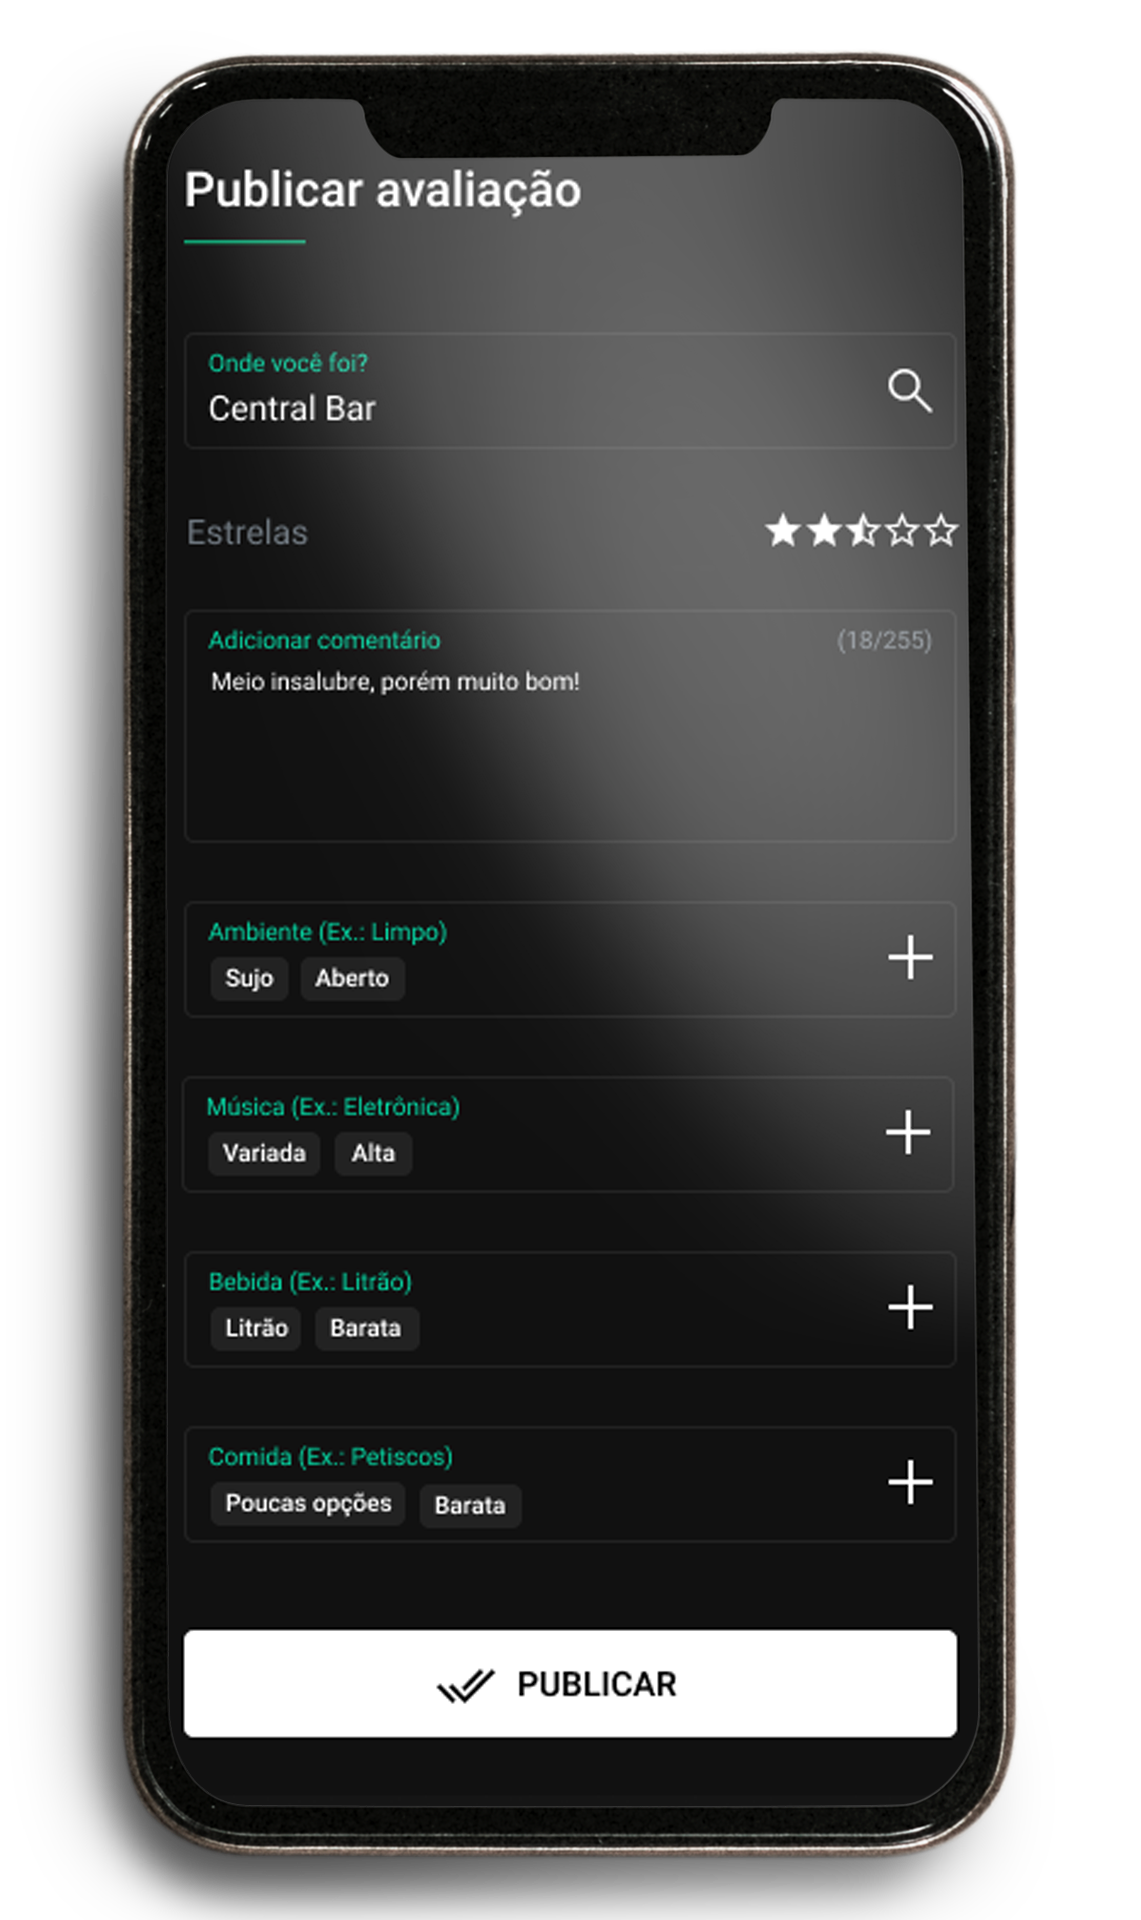 Publicar avaliação
Onde você foi?
Central Bar
Estrelas
Adicionar comentário (18/255)
Meio insalubre, porém muito bom!
Ambiente (Ex.: Limpo)
Sujo Aberto
Música (Ex.: Eletrônica)
Variada Alta
Bebida (Ex.: Litrão)
Litrão Barata
Comida (Ex.: Petiscos)
Poucas opções Barata
PUBLICAR